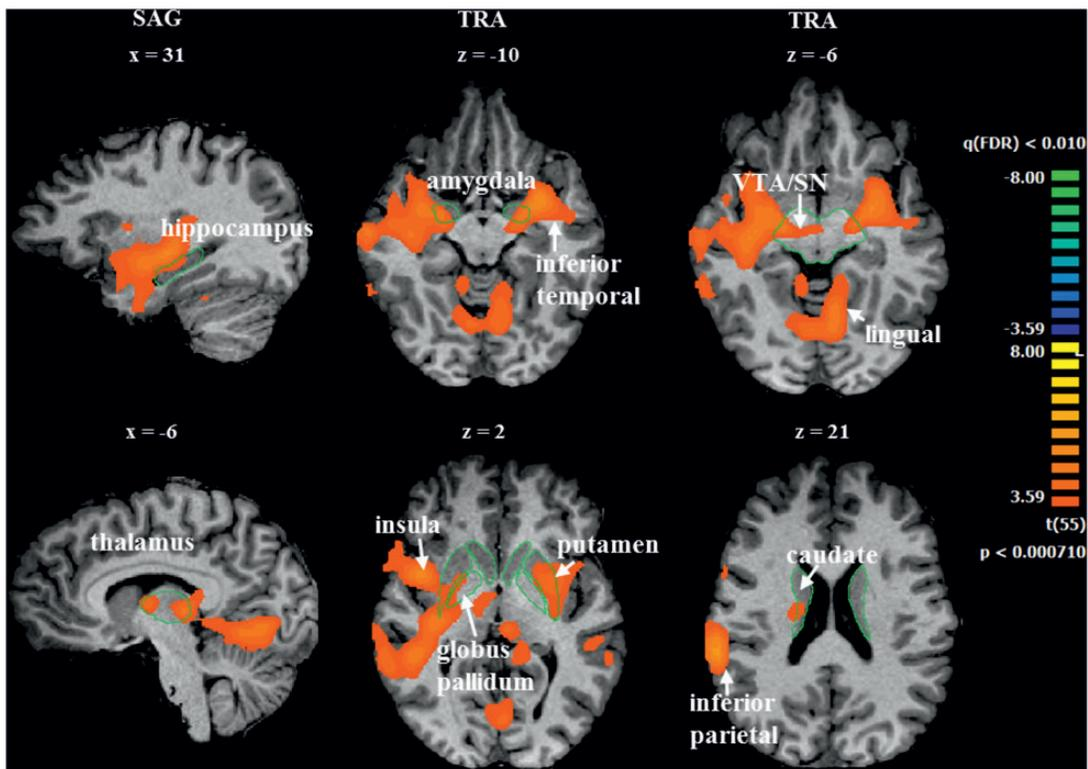 SAG
TRA
TRA
x = 31
z = -10
z = -6
q(FDR) < 0.010
-8.00
amygdala
VTA/SN
hippocampus
inferior
temporal
lingual
-3.59
8.00
L
x = -6
z = 2
z = 21
3.59
t(55)
p < 0.000710
insula
thalamus
putamen
caudate
globus
pallidum
inferior
parietal